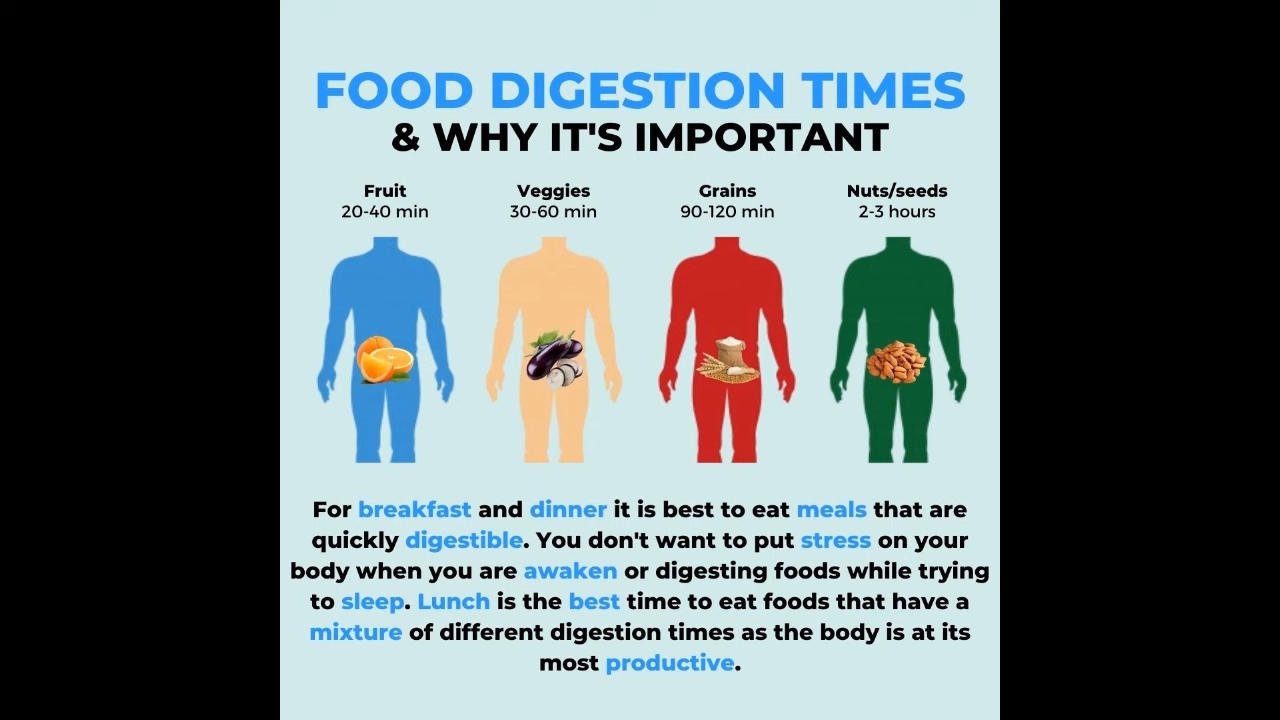 FOOD DIGESTION TIMES
& WHY IT'S IMPORTANT
Fruit
20-40 min
Veggies
30-60 min
Grains
90-120 min
Nuts/seeds
2-3 hours
For breakfast and dinner it is best to eat meals that are
quickly digestible. You don't want to put stress on your
body when you are awaken or digesting foods while trying
to sleep. Lunch is the best time to eat foods that have a
mixture of different digestion times as the body is at its
most productive.